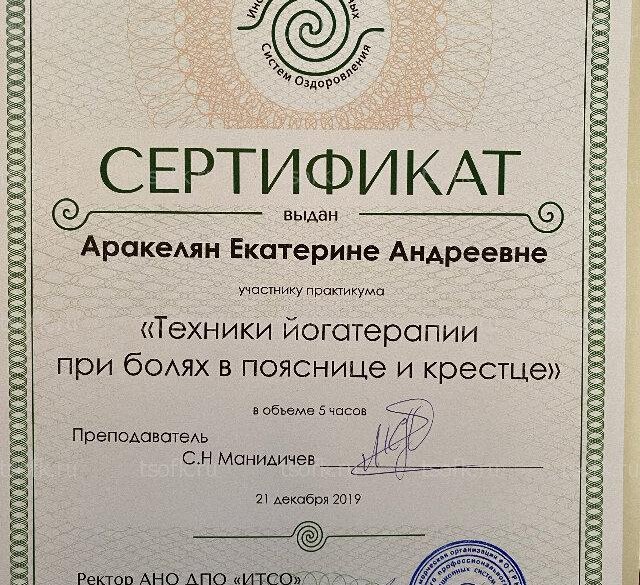 Систем Оздоровления
СЕРТИФИКАТ
выдан
Аракелян Екатерине Андреевне
участнику практикума
«Техники йогатерапии
при болях в пояснице и крестце»
в объеме 5 часов
Преподаватель
С.Н Манидичев
21 декабря 2019
Ректор АНО ДПО «ИТСО»